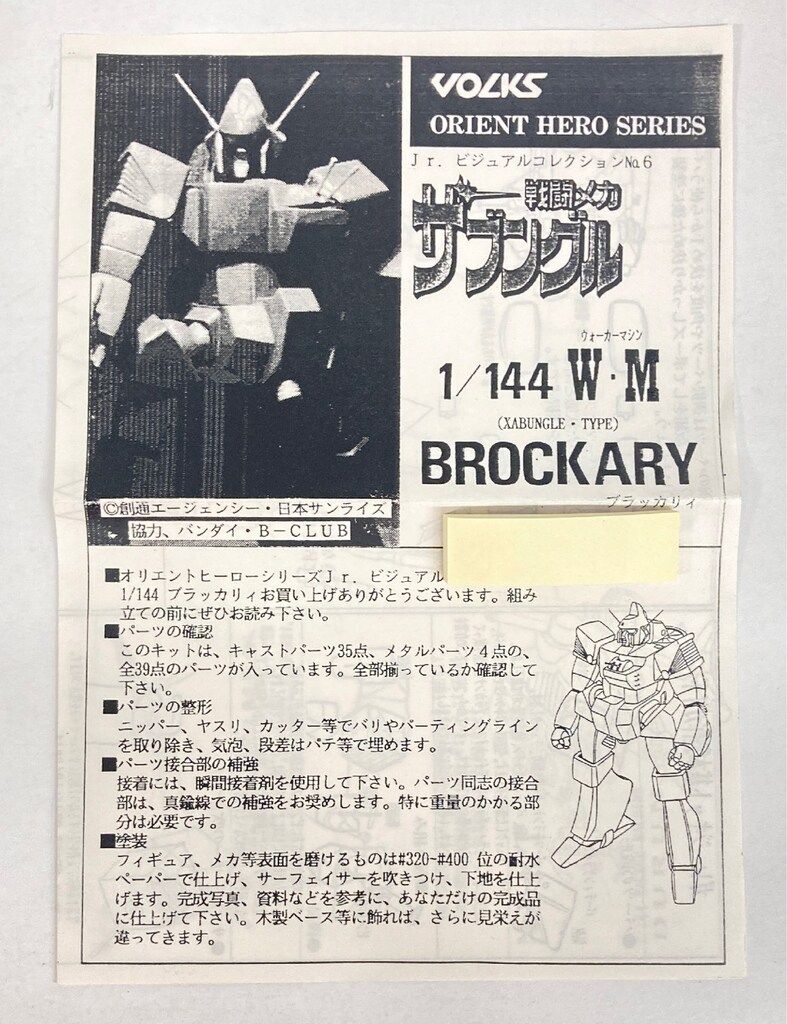 VOLKS
ORIENT HERO SERIES
Jr. ビジュアルコレクションNo.6
戦闘メカ
ザブングル
ウォーカーマシン
1/144 W・M
(XABUNGLE・TYPE)
BROCKARY
ブラッカリィ
©創通エージェンシー・日本サンライズ
協力、バンダイ・B-CLUB
■オリエントヒーローシリーズJr. ビジュアル
1/144 ブラッカリィお買い上げありがとうございます。組み
立ての前にぜひお読み下さい。
■パーツの確認
このキットは、キャストパーツ35点、メタルパーツ4点の、
全39点のパーツが入っています。全部揃っているか確認して
下さい。
■パーツの整形
ニッパー、ヤスリ、カッター等でバリやパーティングライン
を取り除き、気泡、段差はパテ等で埋めます。
■パーツ接合部の補強
接着には、瞬間接着剤を使用して下さい。パーツ同志の接合
部は、真鍮線での補強をお奨めします。特に重量のかかる部
分は必要です。
■塗装
フィギュア、メカ等表面を磨けるものは#320~#400 位の耐水
ペーパーで仕上げ、サーフェイサーを吹きつけ、下地を仕上
げます。完成写真、資料などを参考に、あなただけの完成品
に仕上げて下さい。木製ベース等に飾れば、さらに見栄えが
違ってきます。